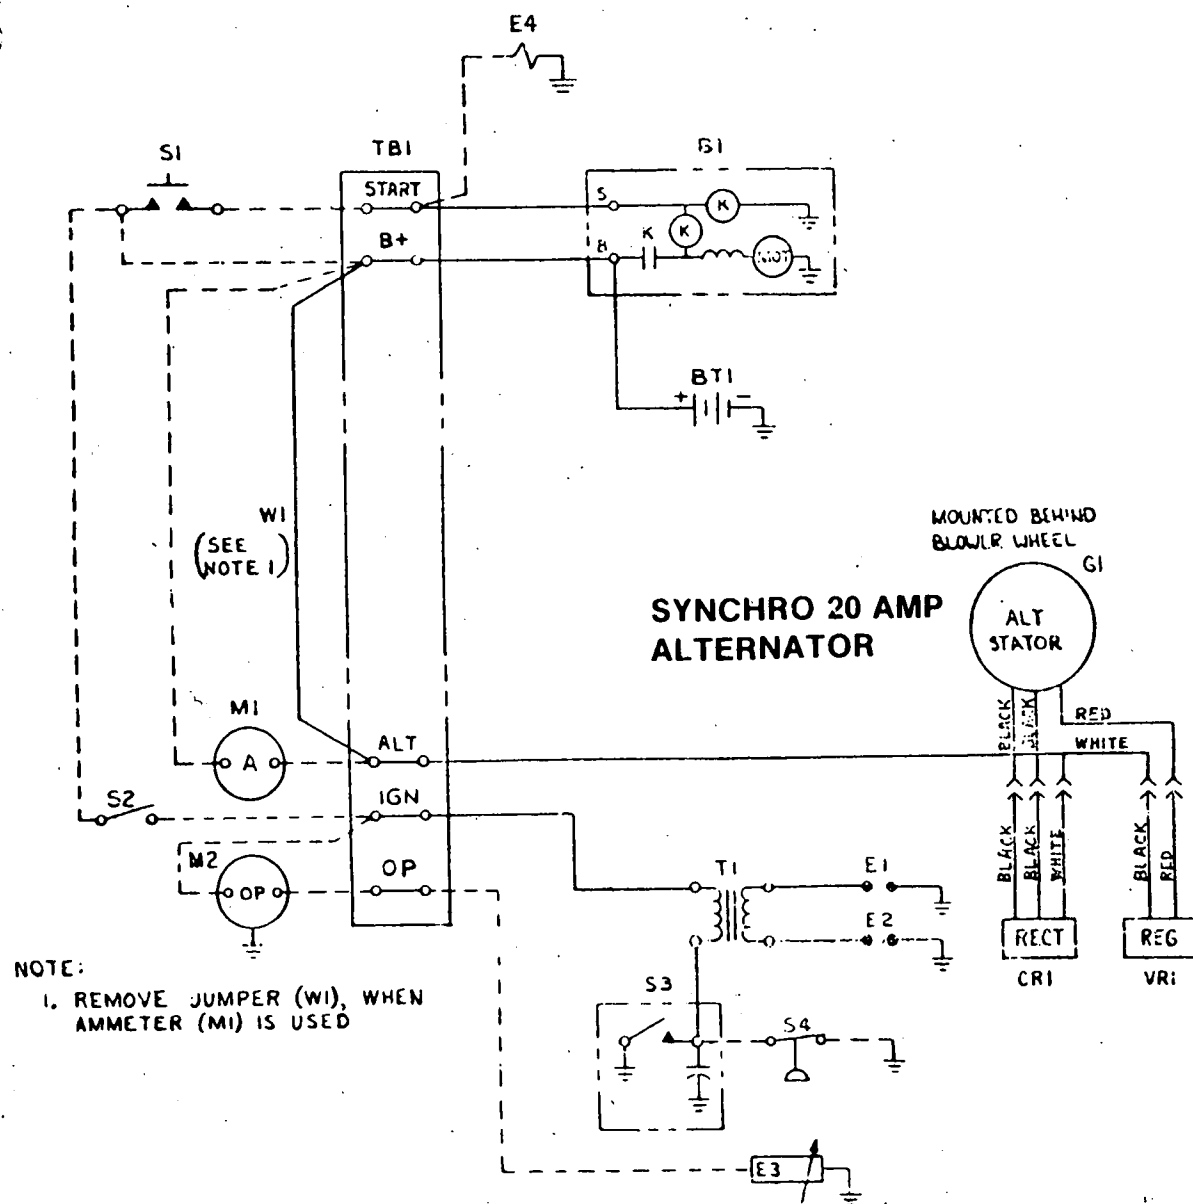 E4
S1
TB1
B1
START
S
K
K
B+
B
K
MOT
BT1
+
-
W1
(SEE
NOTE 1)
MOUNTED BEHIND
BLOWER WHEEL
G1
SYNCHRO 20 AMP
ALTERNATOR
ALT
STATOR
BLACK
BLACK
RED
WHITE
M1
A
ALT
S2
IGN
M2
OP
OP
T1
E1
E2
BLACK
BLACK
WHITE
BLACK
RED
RECT
REG
CR1
VR1
NOTE:
1. REMOVE JUMPER (W1), WHEN
AMMETER (M1) IS USED
S3
S4
E3